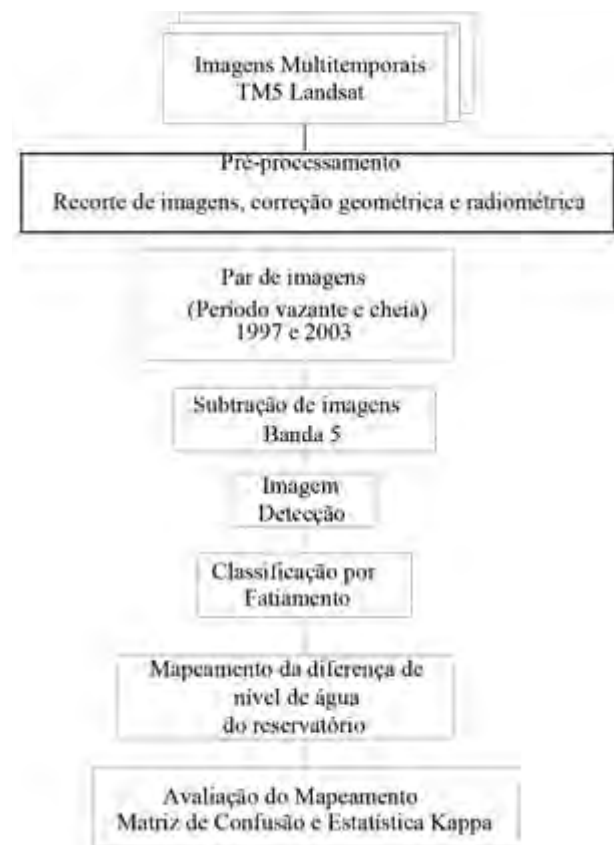 Imagens Multitemporais
TM5 Landsat
Pré-processamento
Recorte de imagens, correção geométrica e radiométrica
Par de imagens
(Período vazante e cheia)
1997 e 2003
Subtração de imagens
Banda 5
Imagem
Detecção
Classificação por
Fatiamento
Mapeamento da diferença de
nível de água
do reservatório
Avaliação do Mapeamento
Matriz de Confusão e Estatística Kappa